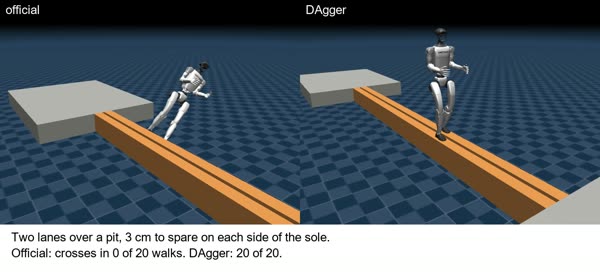 official
DAgger
Two lanes over a pit, 3 cm to spare on each side of the sole.
Official: crosses in 0 of 20 walks. DAgger: 20 of 20.